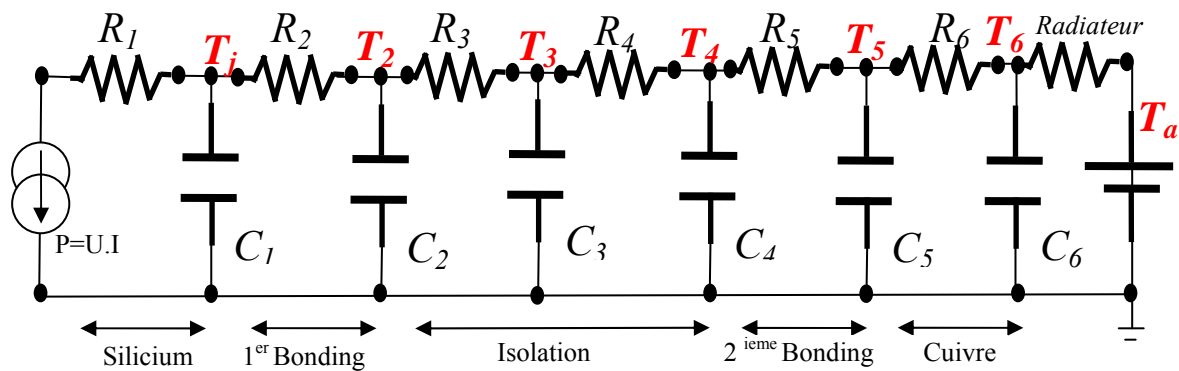 R1 Tj R2 T2 R3 T3 R4 T4 R5 T5 R6 T6 Radiateur
Ta
P=U.I
C1 C2 C3 C4 C5 C6
Silicium 1er Bonding Isolation 2 ieme Bonding Cuivre